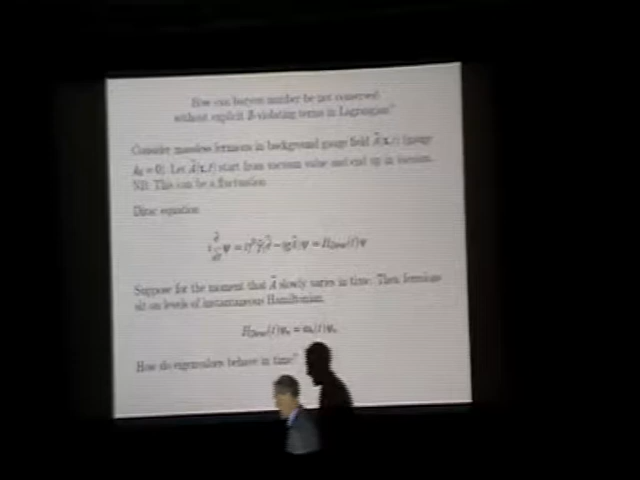 How can baryon number be not conserved
without explicit B-violating terms in Lagrangian?
Consider massless fermions in background gauge field A⃗(x,t) (gauge
A₀ = 0). Let A⃗(x,t) start from vacuum value and end up in vacuum.
NB: This can be a fluctuation
Dirac equation
i ∂/∂t ψ = iγ⁰γ⃗(∂⃗ − igA⃗)ψ = H_Dirac(t)ψ
Suppose for the moment that A⃗ slowly varies in time. Then fermions
sit on levels of instantaneous Hamiltonian,
H_Dirac(t)ψₙ = ωₙ(t)ψₙ
How do eigenvalues behave in time?